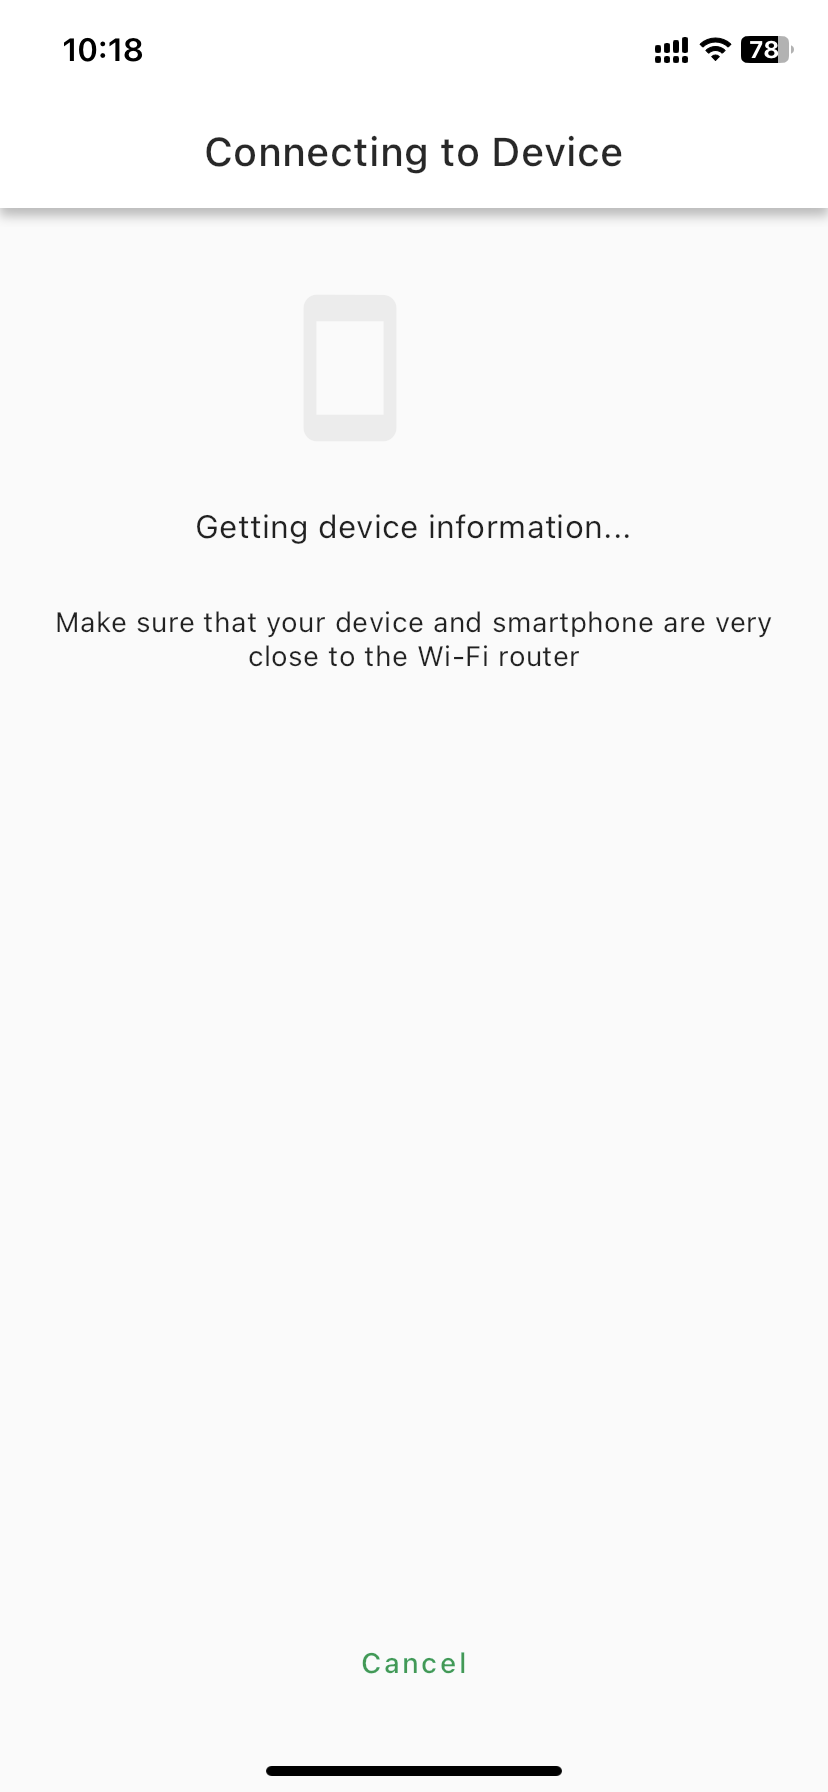 10:18
78
Connecting to Device
Getting device information...
Make sure that your device and smartphone are very
close to the Wi-Fi router
Cancel